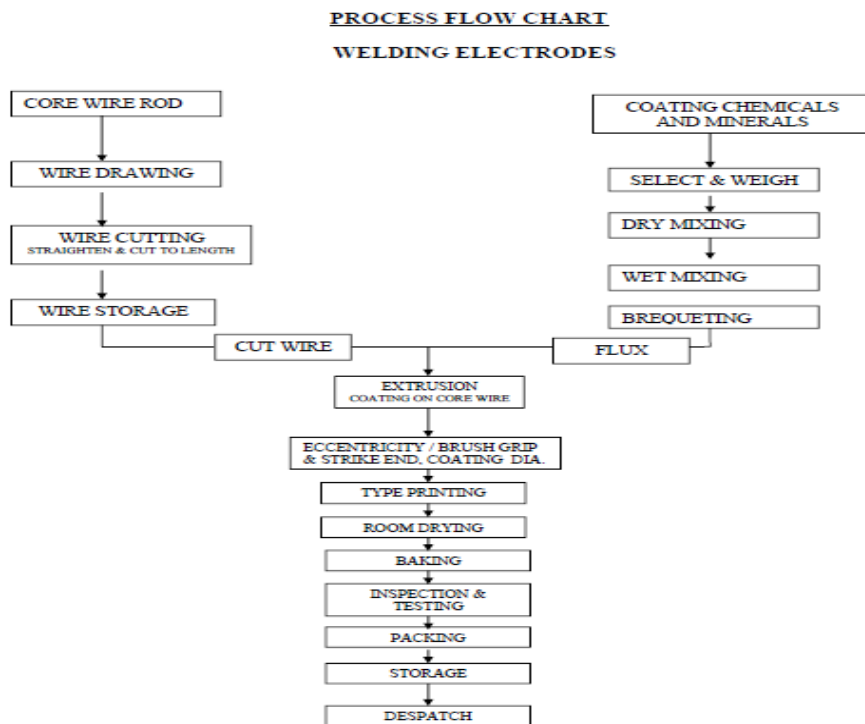 PROCESS FLOW CHART
WELDING ELECTRODES
CORE WIRE ROD
WIRE DRAWING
WIRE CUTTING
STRAIGHTEN & CUT TO LENGTH
WIRE STORAGE
COATING CHEMICALS
AND MINERALS
SELECT & WEIGH
DRY MIXING
WET MIXING
BREQUETING
CUT WIRE
FLUX
EXTRUSION
COATING ON CORE WIRE
ECCENTRICITY / BRUSH GRIP
& STRIKE END, COATING DIA.
TYPE PRINTING
ROOM DRYING
BAKING
INSPECTION &
TESTING
PACKING
STORAGE
DESPATCH